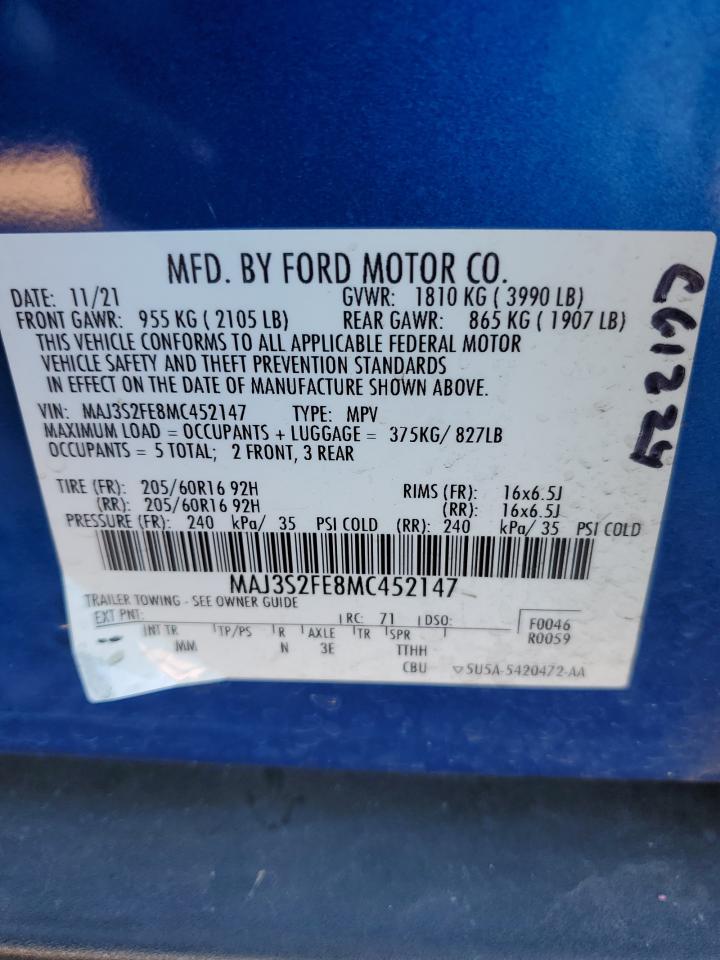 MFD. BY FORD MOTOR CO.
DATE: 11/21 GVWR: 1810 KG ( 3990 LB)
FRONT GAWR: 955 KG ( 2105 LB) REAR GAWR: 865 KG ( 1907 LB)
THIS VEHICLE CONFORMS TO ALL APPLICABLE FEDERAL MOTOR
VEHICLE SAFETY AND THEFT PREVENTION STANDARDS
IN EFFECT ON THE DATE OF MANUFACTURE SHOWN ABOVE.
VIN: MAJ3S2FE8MC452147 TYPE: MPV
MAXIMUM LOAD = OCCUPANTS + LUGGAGE = 375KG/ 827LB
OCCUPANTS = 5 TOTAL; 2 FRONT, 3 REAR
TIRE (FR): 205/60R16 92H RIMS (FR): 16x6.5J
(RR): 205/60R16 92H (RR): 16x6.5J
PRESSURE (FR): 240 kPa/ 35 PSI COLD (RR): 240 kPa/ 35 PSI COLD
MAJ3S2FE8MC452147
TRAILER TOWING - SEE OWNER GUIDE
EXT PNT: RC: 71 DSO: F0046
R0059
INT TR TP/PS R AXLE TR SPR
MM N 3E TTHH
CBU 5U5A-5420472-AA